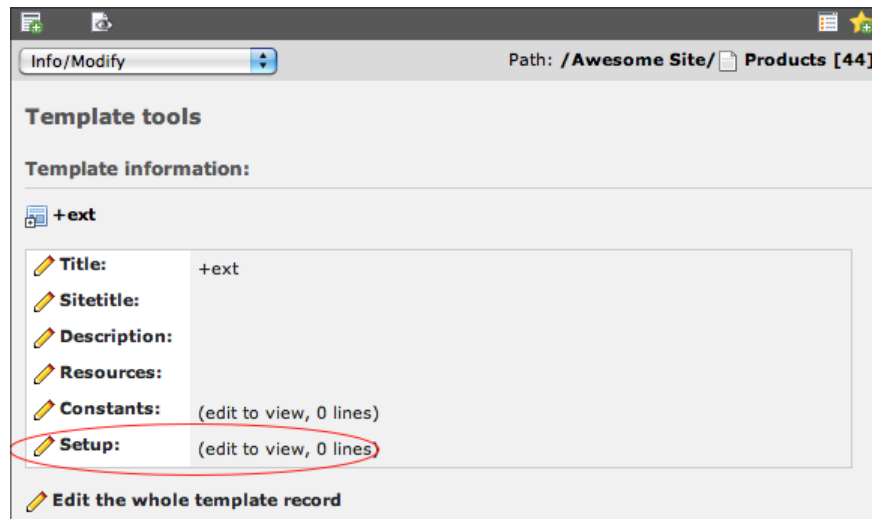 Info/Modify Path: /Awesome Site/ Products [44]
Template tools
Template information:
+ext
Title: +ext
Sitetitle:
Description:
Resources:
Constants: (edit to view, 0 lines)
Setup: (edit to view, 0 lines)
Edit the whole template record